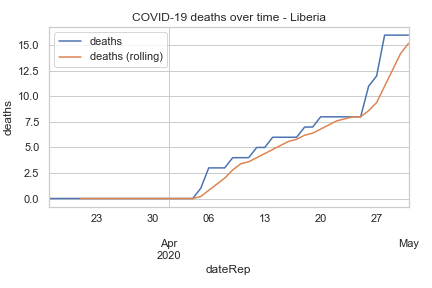 COVID-19 deaths over time - Liberia
deaths
deaths (rolling)
deaths
15.0
12.5
10.0
7.5
5.0
2.5
0.0
23
30
06
13
20
27
Apr
2020
May
dateRep